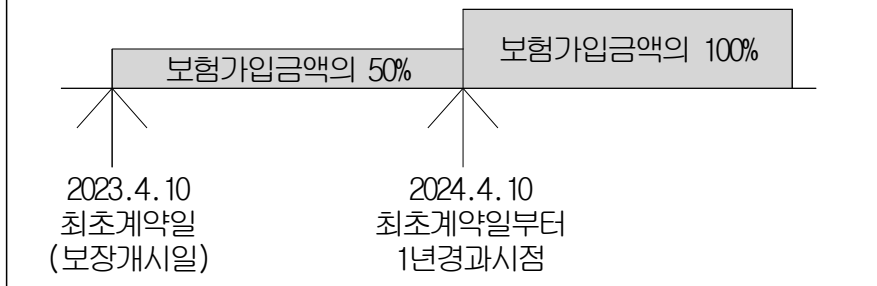 보험가입금액의 50%
보험가입금액의 100%
2023.4.10
최초계약일
(보장개시일)
2024.4.10
최초계약일부터
1년경과시점